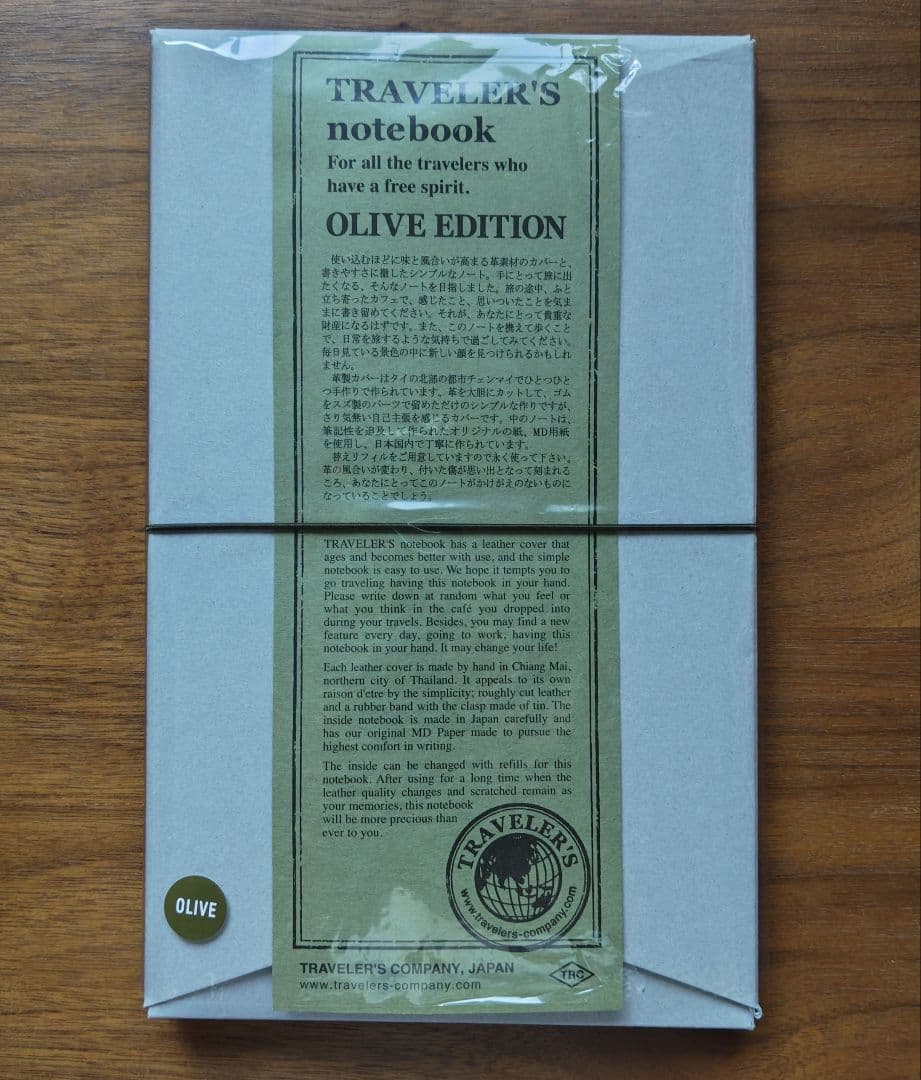 TRAVELER'S
notebook
For all the travelers who
have a free spirit.
OLIVE EDITION
使い込むほどに味と風合いが高まる革素材のカバーと、
書きやすさに徹したシンプルなノート。手にとって旅に出
たくなる、そんなノートを目指しました。旅の途中、ふと
立ち寄ったカフェで、感じたこと、思いついたことを気ま
まに書き留めてください。それが、あなたにとって貴重な
財産になるはずです。また、このノートを携えて歩くこと
で、日常を旅するような気持ちで過ごしてみてください。
毎日見ている景色の中に新しい顔を見つけられるかもしれ
ません。
革製カバーはタイの北部の都市チェンマイでひとつひと
つ手作りで作られています。革を大胆にカットして、ゴム
をスズ製のパーツで留めただけのシンプルな作りですが、
さり気無い自己主張を感じるカバーです。中のノートは、
筆記性を追及して作られたオリジナルの紙、MD用紙
を使用し、日本国内で丁寧に作られています。
替えリフィルをご用意していますので永く使って下さい。
革の風合いが変わり、付いた傷が思い出となって刻まれる
ころ、あなたにとってこのノートがかけがえのないものに
なっていることでしょう。
TRAVELER'S notebook has a leather cover that
ages and becomes better with use, and the simple
notebook is easy to use. We hope it tempts you to
go traveling having this notebook in your hand.
Please write down at random what you feel or
what you think in the café you dropped into
during your travels. Besides, you may find a new
feature every day, going to work, having this
notebook in your hand. It may change your life!
Each leather cover is made by hand in Chiang Mai,
northern city of Thailand. It appeals to its own
raison d'etre by the simplicity; roughly cut leather
and a rubber band with the clasp made of tin. The
inside notebook is made in Japan carefully and
has our original MD Paper made to pursue the
highest comfort in writing.
The inside can be changed with refills for this
notebook. After using for a long time when the
leather quality changes and scratched remain as
your memories, this notebook
will be more precious than
ever to you.
TRAVELER'S
www.travelers-company.com
OLIVE
TRAVELER'S COMPANY, JAPAN
www.travelers-company.com
TRC